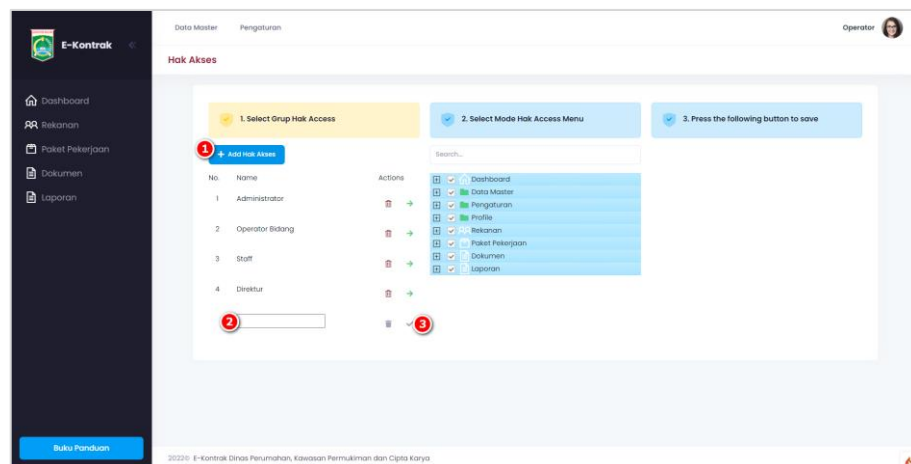 Data Master Pengaturan Operator
E-Kontrak
Hak Akses
Dashboard
Rekanan
Paket Pekerjaan
Dokumen
Laporan
1. Select Grup Hak Access
2. Select Mode Hak Access Menu
3. Press the following button to save
1
+ Add Hak Akses
Search...
No. Name Actions
1 Administrator
2 Operator Bidang
3 Staff
4 Direktur
2
3
Dashboard
Data Master
Pengaturan
Profile
Rekanan
Paket Pekerjaan
Dokumen
Laporan
Buku Panduan
2022© E-Kontrak Dinas Perumahan, Kawasan Permukiman dan Cipta Karya